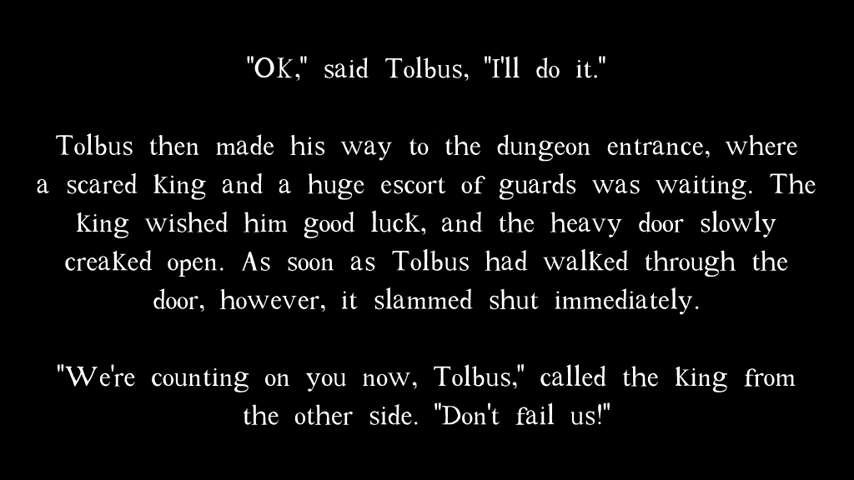 "OK," said Tolbus, "I'll do it."
Tolbus then made his way to the dungeon entrance, where
a scared King and a huge escort of guards was waiting. The
King wished him good luck, and the heavy door slowly
creaked open. As soon as Tolbus had walked through the
door, however, it slammed shut immediately.
"We're counting on you now, Tolbus," called the King from
the other side. "Don't fail us!"